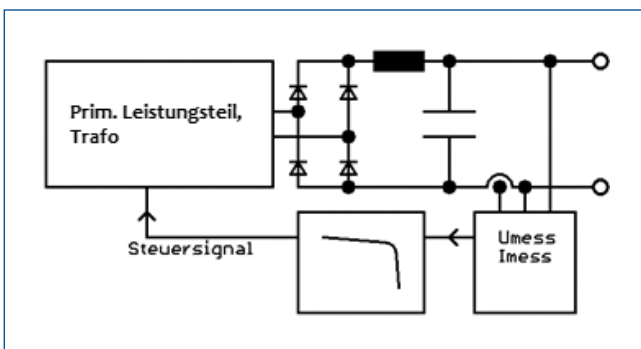 Prim. Leistungsteil,
Trafo
Steuersignal
Umess
Imess